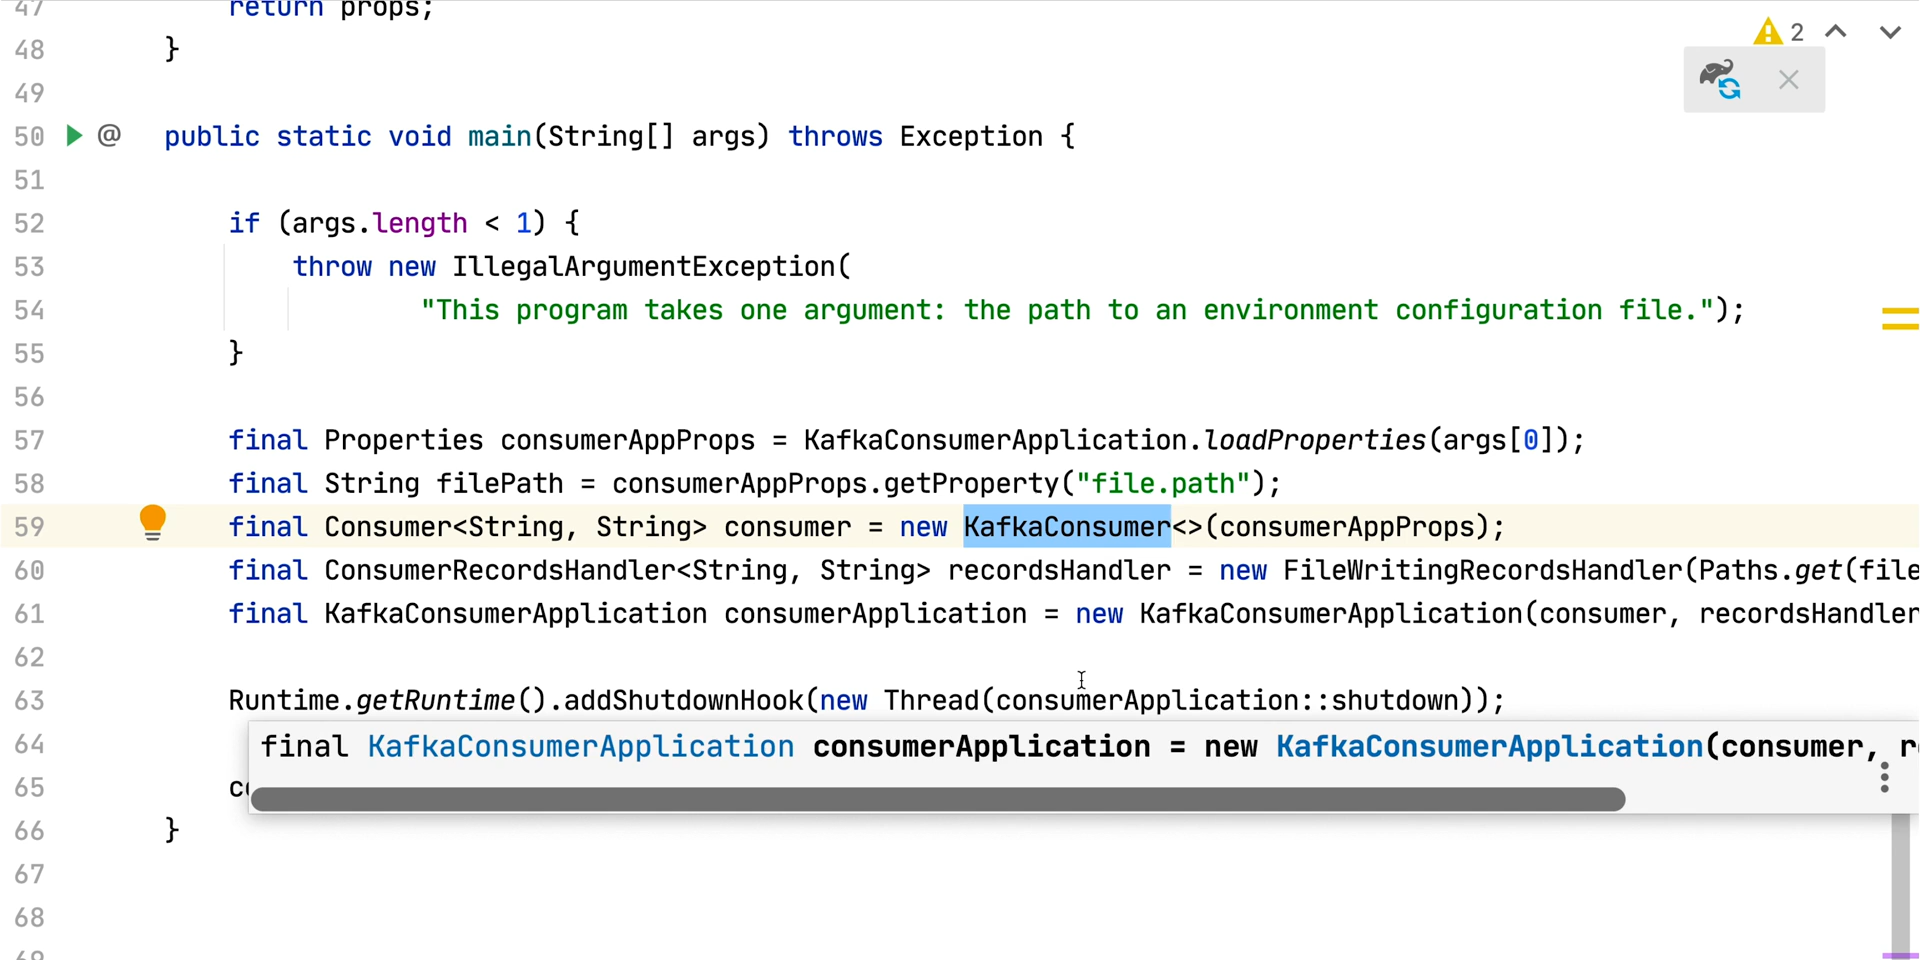 47 return props;
48 }
2
49
50 @ public static void main(String[] args) throws Exception {
51
52 if (args.length < 1) {
53 throw new IllegalArgumentException(
54 "This program takes one argument: the path to an environment configuration file.");
55 }
56
57 final Properties consumerAppProps = KafkaConsumerApplication.loadProperties(args[0]);
58 final String filePath = consumerAppProps.getProperty("file.path");
59 final Consumer<String, String> consumer = new KafkaConsumer<>(consumerAppProps);
60 final ConsumerRecordsHandler<String, String> recordsHandler = new FileWritingRecordsHandler(Paths.get(file
61 final KafkaConsumerApplication consumerApplication = new KafkaConsumerApplication(consumer, recordsHandler
62
63 Runtime.getRuntime().addShutdownHook(new Thread(consumerApplication::shutdown));
64 final KafkaConsumerApplication consumerApplication = new KafkaConsumerApplication(consumer, r
65 c
66 }
67
68
69